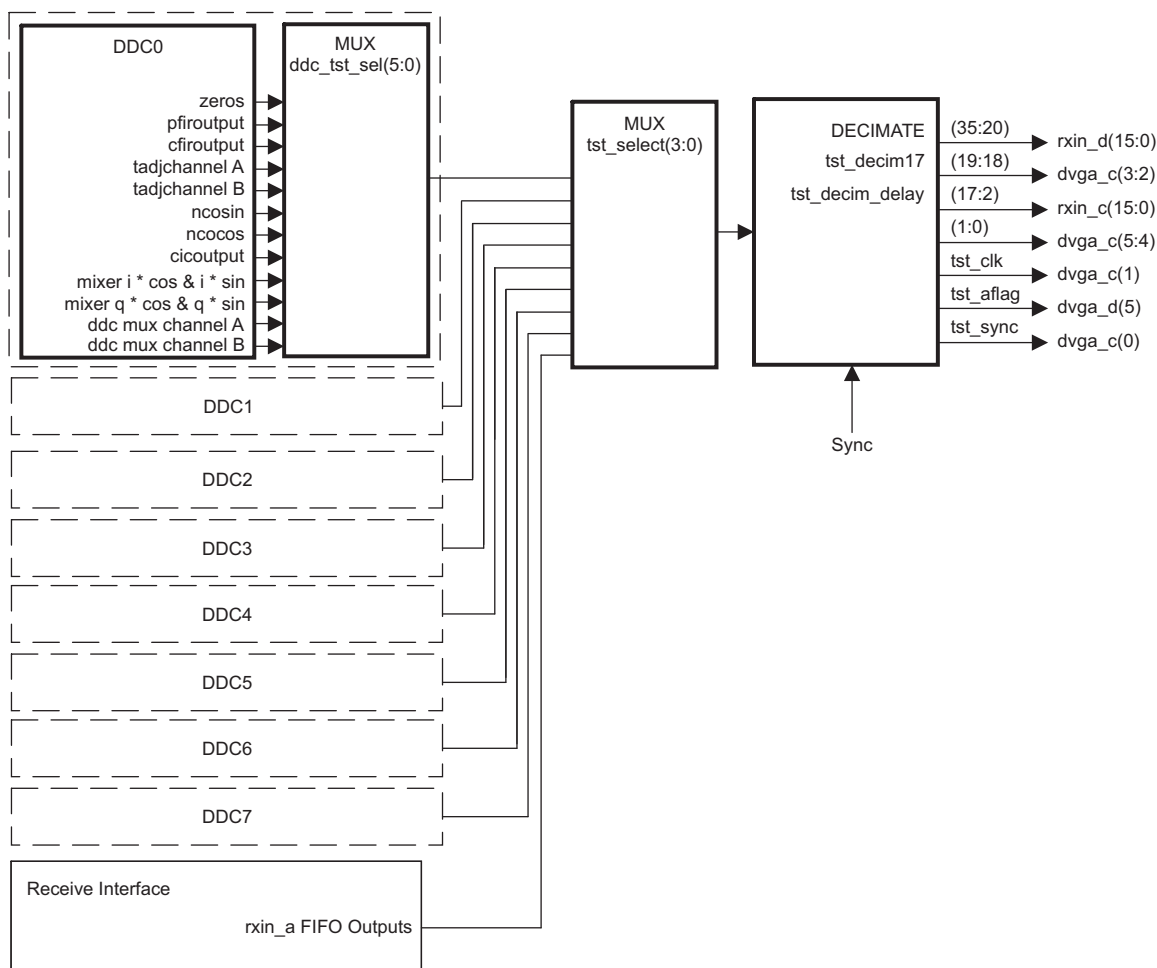 DDC0
zeros
pfiroutput
cfiroutput
tadjchannel A
tadjchannel B
ncosin
ncocos
cicoutput
mixer i * cos & i * sin
mixer q * cos & q * sin
ddc mux channel A
ddc mux channel B
MUX
ddc_tst_sel(5:0)
MUX
tst_select(3:0)
DECIMATE
tst_decim17
tst_decim_delay
(35:20)
rxin_d(15:0)
(19:18)
dvga_c(3:2)
(17:2)
rxin_c(15:0)
(1:0)
dvga_c(5:4)
tst_clk
dvga_c(1)
tst_aflag
dvga_d(5)
tst_sync
dvga_c(0)
Sync
DDC1
DDC2
DDC3
DDC4
DDC5
DDC6
DDC7
Receive Interface
rxin_a FIFO Outputs